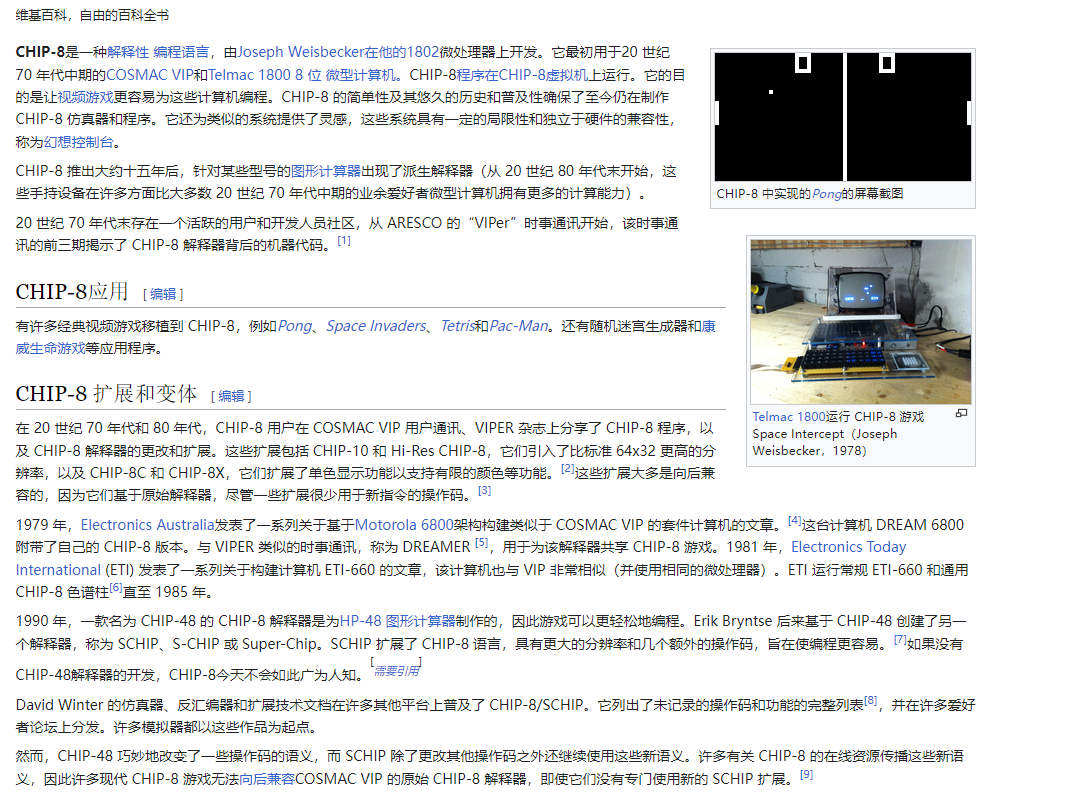 维基百科，自由的百科全书
CHIP-8是一种解释性 编程语言，由Joseph Weisbecker在他的1802微处理器上开发。它最初用于20 世纪
70 年代中期的COSMAC VIP和Telmac 1800 8 位 微型计算机。CHIP-8程序在CHIP-8虚拟机上运行。它的目
的是让视频游戏更容易为这些计算机编程。CHIP-8 的简单性及其悠久的历史和普及性确保了至今仍在制作
CHIP-8 仿真器和程序。它还为类似的系统提供了灵感，这些系统具有一定的局限性和独立于硬件的兼容性，
称为幻想控制台。
CHIP-8 推出大约十五年后，针对某些型号的图形计算器出现了派生解释器（从 20 世纪 80 年代末开始，这
些手持设备在许多方面比大多数 20 世纪 70 年代中期的业余爱好者微型计算机拥有更多的计算能力）。
20 世纪 70 年代末存在一个活跃的用户和开发人员社区，从 ARESCO 的“VIPer”时事通讯开始，该时事通
讯的前三期揭示了 CHIP-8 解释器背后的机器代码。[1]
CHIP-8 中实现的Pong的屏幕截图
CHIP-8应用 [ 编辑 ]
有许多经典视频游戏移植到 CHIP-8，例如Pong、Space Invaders、Tetris和Pac-Man。还有随机迷宫生成器和康
威生命游戏等应用程序。
Telmac 1800运行 CHIP-8 游戏
Space Intercept（Joseph
Weisbecker，1978）
CHIP-8 扩展和变体 [ 编辑 ]
在 20 世纪 70 年代和 80 年代，CHIP-8 用户在 COSMAC VIP 用户通讯、VIPER 杂志上分享了 CHIP-8 程序，以
及 CHIP-8 解释器的更改和扩展。这些扩展包括 CHIP-10 和 Hi-Res CHIP-8，它们引入了比标准 64x32 更高的分
辨率，以及 CHIP-8C 和 CHIP-8X，它们扩展了单色显示功能以支持有限的颜色等功能。[2]这些扩展大多是向后兼
容的，因为它们基于原始解释器，尽管一些扩展很少用于新指令的操作码。[3]
1979 年，Electronics Australia发表了一系列关于基于Motorola 6800架构构建类似于 COSMAC VIP 的套件计算机的文章。[4]这台计算机 DREAM 6800
附带了自己的 CHIP-8 版本。与 VIPER 类似的时事通讯，称为 DREAMER [5]，用于为该解释器共享 CHIP-8 游戏。1981 年，Electronics Today
International (ETI) 发表了一系列关于构建计算机 ETI-660 的文章，该计算机也与 VIP 非常相似（并使用相同的微处理器）。ETI 运行常规 ETI-660 和通用
CHIP-8 色谱柱[6]直至 1985 年。
1990 年，一款名为 CHIP-48 的 CHIP-8 解释器是为HP-48 图形计算器制作的，因此游戏可以更轻松地编程。Erik Bryntse 后来基于 CHIP-48 创建了另一
个解释器，称为 SCHIP、S-CHIP 或 Super-Chip。SCHIP 扩展了 CHIP-8 语言，具有更大的分辨率和几个额外的操作码，旨在使编程更容易。[7]如果没有
CHIP-48解释器的开发，CHIP-8今天不会如此广为人知。[需要引用]
David Winter 的仿真器、反汇编器和扩展技术文档在许多其他平台上普及了 CHIP-8/SCHIP。它列出了未记录的操作码和功能的完整列表[8]，并在许多爱好
者论坛上分发。许多模拟器都以这些作品为起点。
然而，CHIP-48 巧妙地改变了一些操作码的语义，而 SCHIP 除了更改其他操作码之外还继续使用这些新语义。许多有关 CHIP-8 的在线资源传播这些新语
义，因此许多现代 CHIP-8 游戏无法向后兼容COSMAC VIP 的原始 CHIP-8 解释器，即使它们没有专门使用新的 SCHIP 扩展。[9]